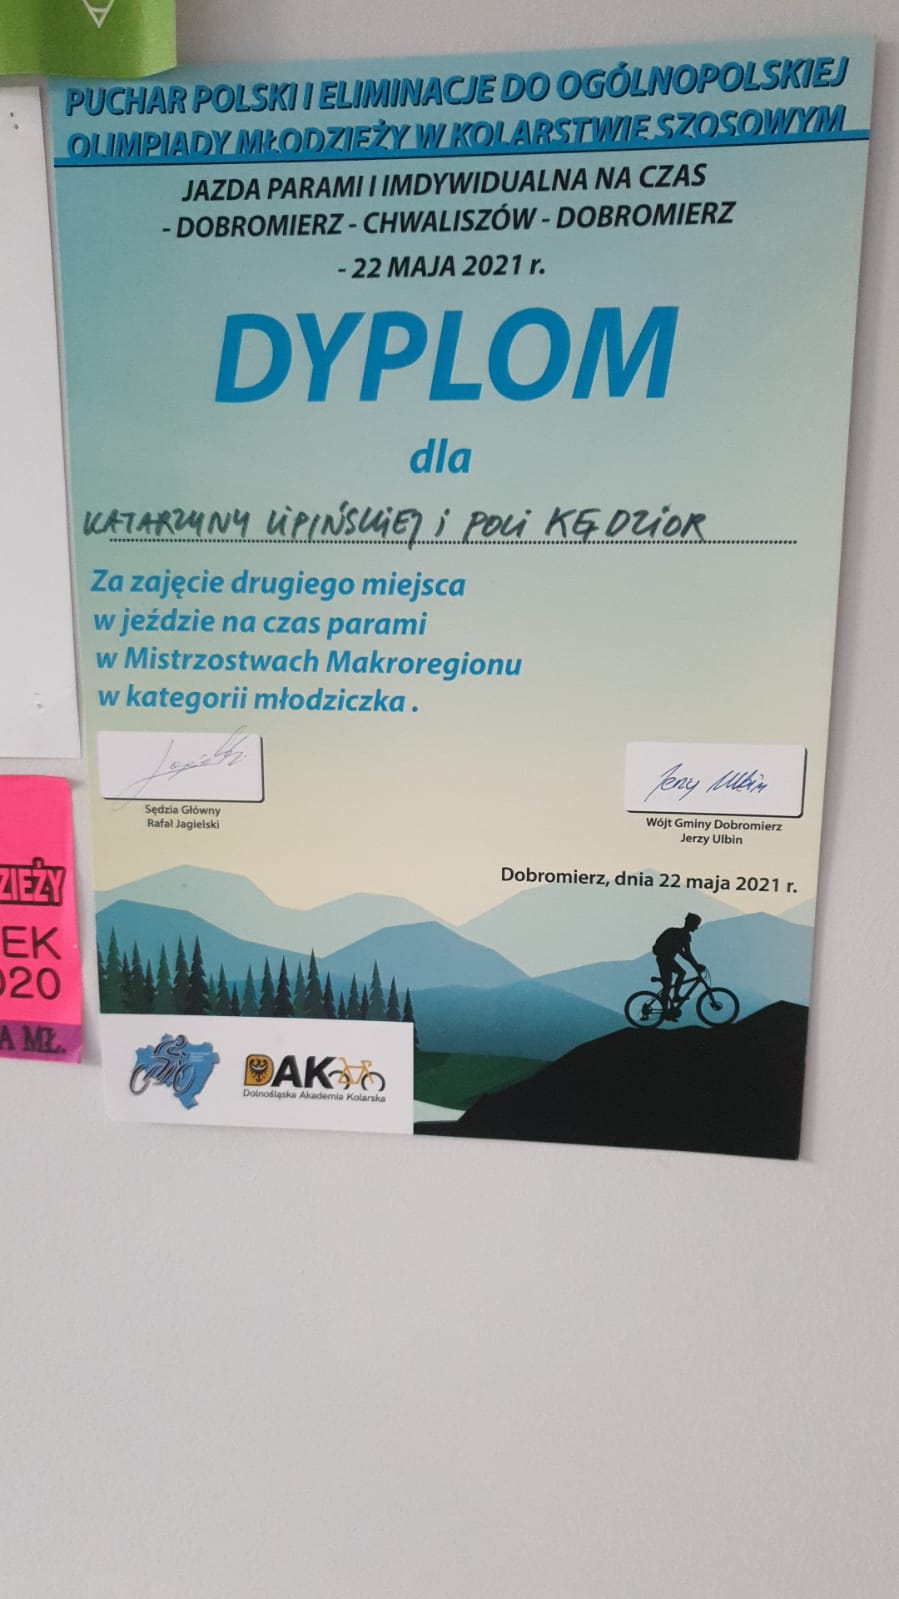 PUCHAR POLSKI I ELIMINACJE DO OGÓLNOPOLSKIEJ
OLIMPIADY MŁODZIEŻY W KOLARSTWIE SZOSOWYM
JAZDA PARAMI I IMDYWIDUALNA NA CZAS
- DOBROMIERZ - CHWALISZÓW - DOBROMIERZ
- 22 MAJA 2021 r.
DYPLOM
dla
KATARZYNY LIPIŃSKIEJ i POLI KĘDZIOR
Za zajęcie drugiego miejsca
w jeździe na czas parami
w Mistrzostwach Makroregionu
w kategorii młodziczka .
Sędzia Główny
Rafał Jagielski
Jerzy Ulbin
Wójt Gminy Dobromierz
Jerzy Ulbin
Dobromierz, dnia 22 maja 2021 r.
DAK
Dolnośląska Akademia Kolarska
ZIEŻY
EK
020
A MŁ.